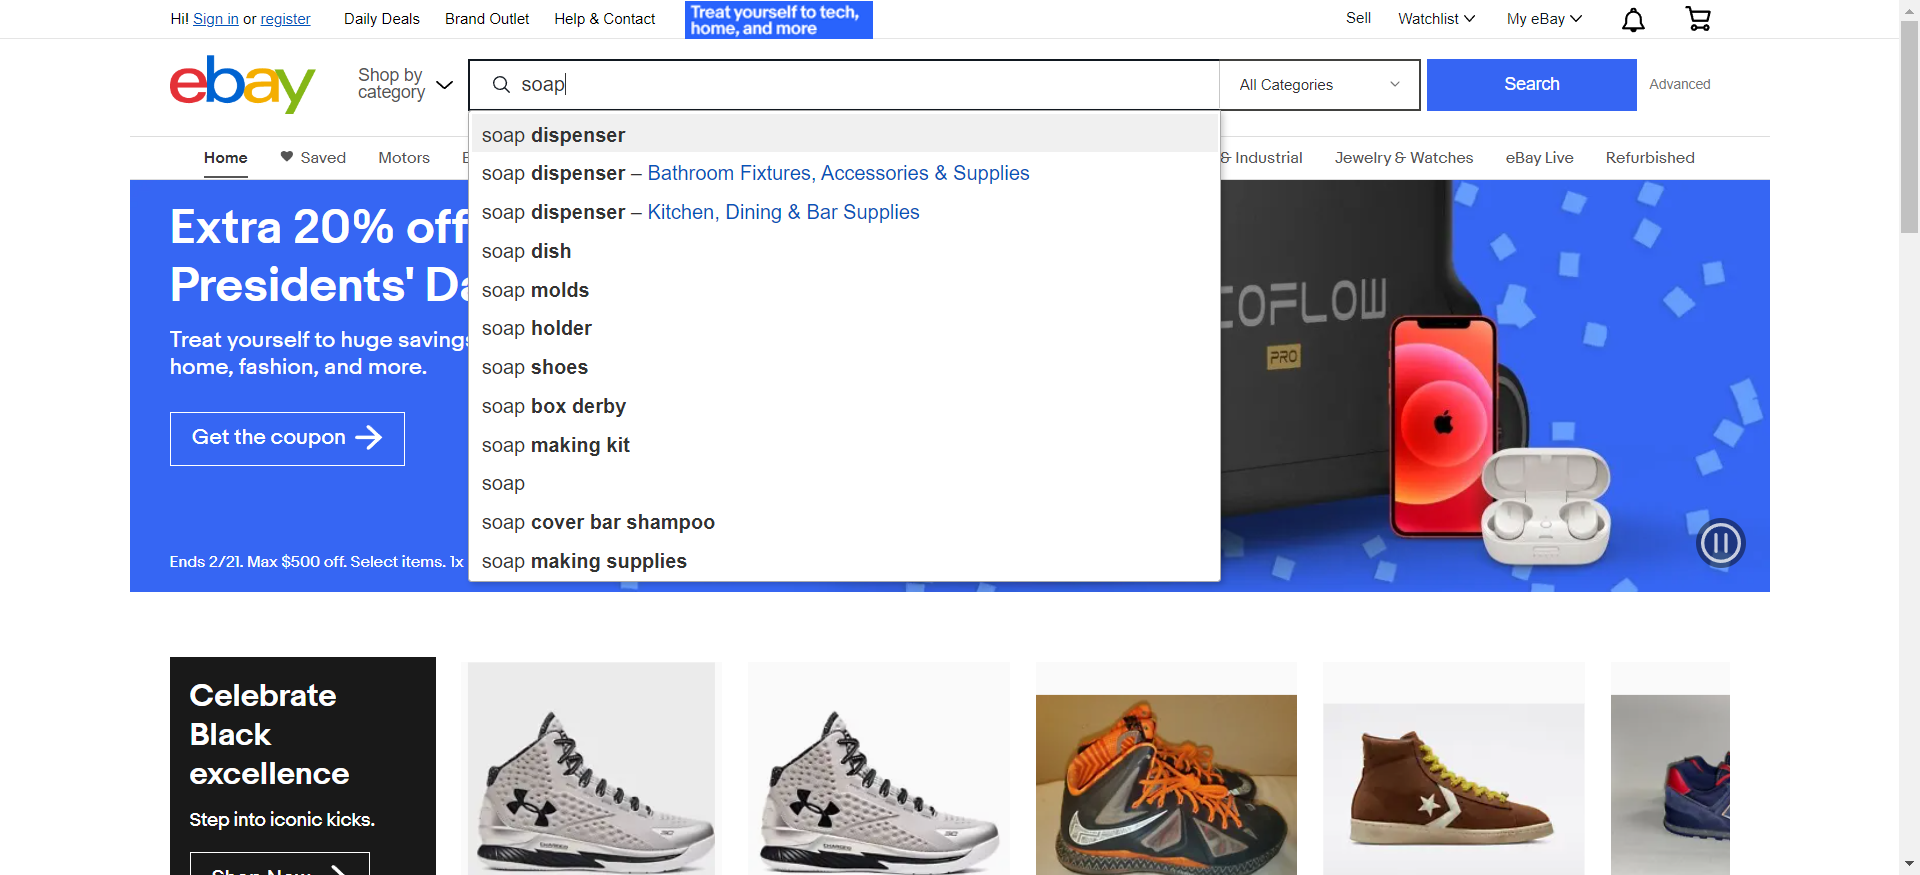 Hi! Sign in or register
Daily Deals
Brand Outlet
Help & Contact
Treat yourself to tech,
home, and more
Sell
Watchlist
My eBay
ebay
Shop by
category
soap
All Categories
Search
Advanced
Home
Saved
Motors
& Industrial
Jewelry & Watches
eBay Live
Refurbished
soap dispenser
soap dispenser – Bathroom Fixtures, Accessories & Supplies
soap dispenser – Kitchen, Dining & Bar Supplies
soap dish
soap molds
soap holder
soap shoes
soap box derby
soap making kit
soap
soap cover bar shampoo
soap making supplies
Extra 20% off
Presidents' Da
Treat yourself to huge savings
home, fashion, and more.
Get the coupon
Ends 2/21. Max $500 off. Select items. 1x
COFLOW
PRO
Celebrate
Black
excellence
Step into iconic kicks.
Shop Now